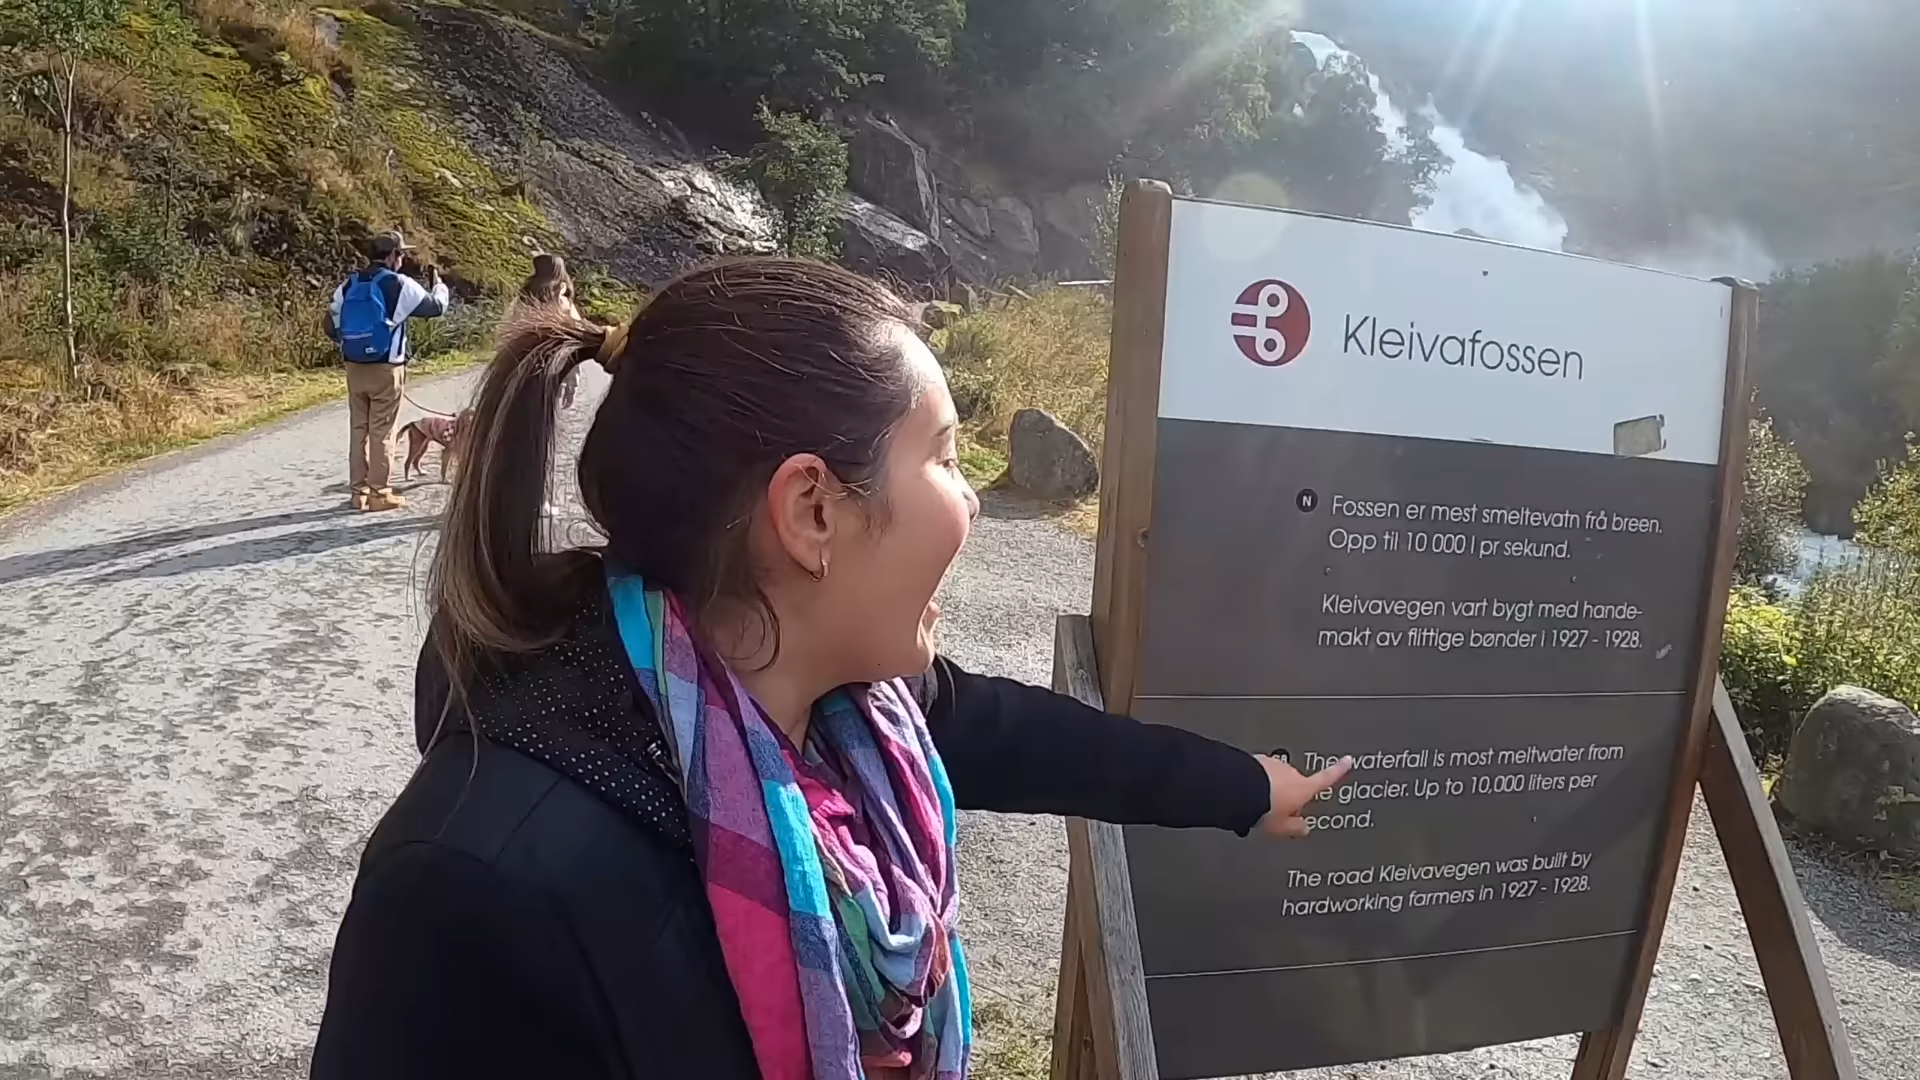 Kleivafossen
N Fossen er mest smeltevatn frå breen.
Opp til 10 000 l pr sekund.
Kleivavegen vart bygt med hande-
makt av flittige bønder i 1927 - 1928.
The waterfall is most meltwater from
glacier. Up to 10,000 liters per
The road Kleivavegen was built by
hardworking farmers in 1927 - 1928.